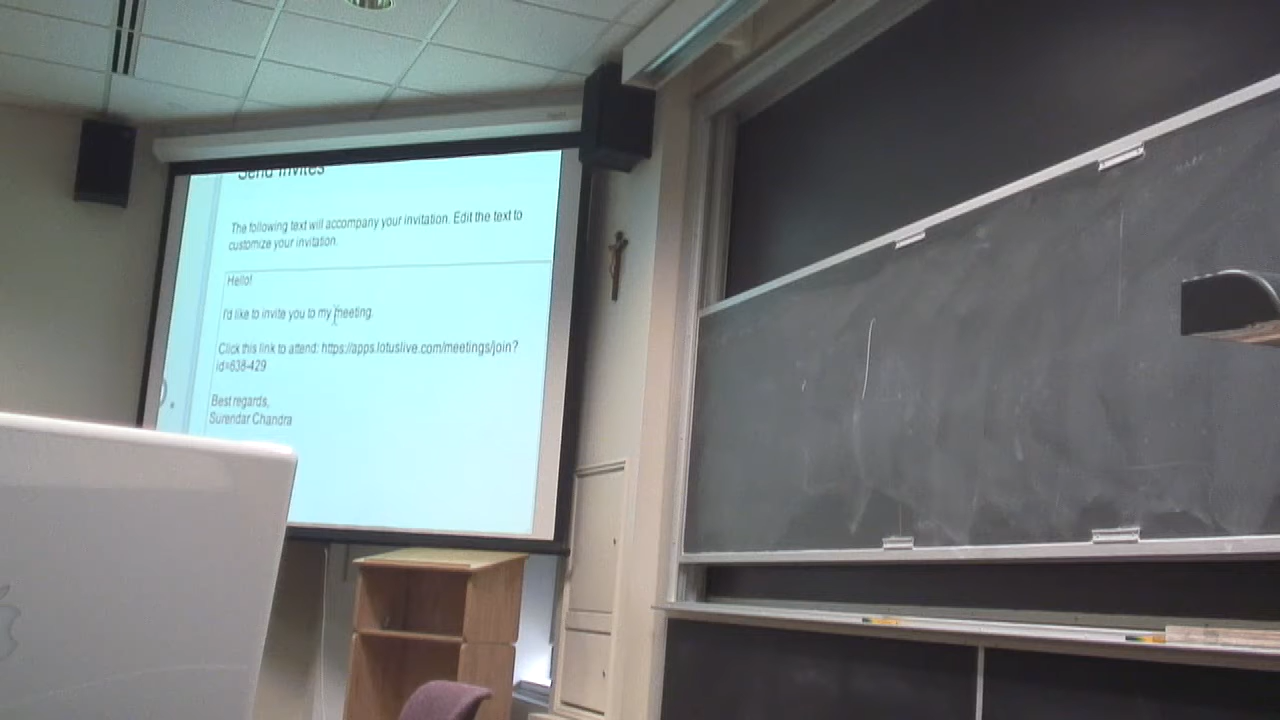 Send Invites
The following text will accompany your invitation. Edit the text to
customize your invitation.
Hello!
I'd like to invite you to my meeting.
Click this link to attend: https://apps.lotuslive.com/meetings/join?
id=638-429
Best regards,
Surendar Chandra